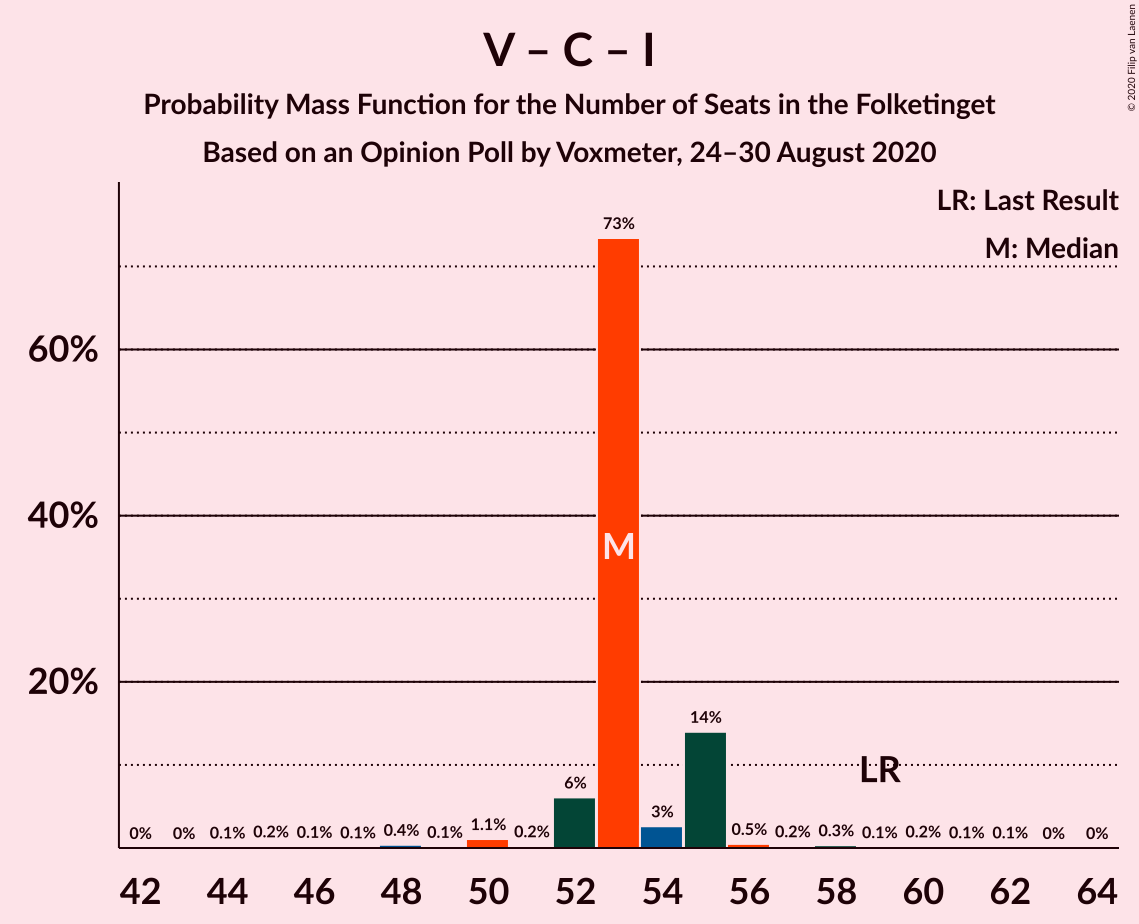 V – C – I
Probability Mass Function for the Number of Seats in the Folketinget
Based on an Opinion Poll by Voxmeter, 24–30 August 2020
© 2020 Filip van Laenen
LR: Last Result
M: Median
73%
60%
M
40%
20%
14%
LR
6%
3%
0% 0% 0.1% 0.2% 0.1% 0.1% 0.4% 0.1% 1.1% 0.2% 0.5% 0.2% 0.3% 0.1% 0.2% 0.1% 0.1% 0% 0%
42 44 46 48 50 52 54 56 58 60 62 64